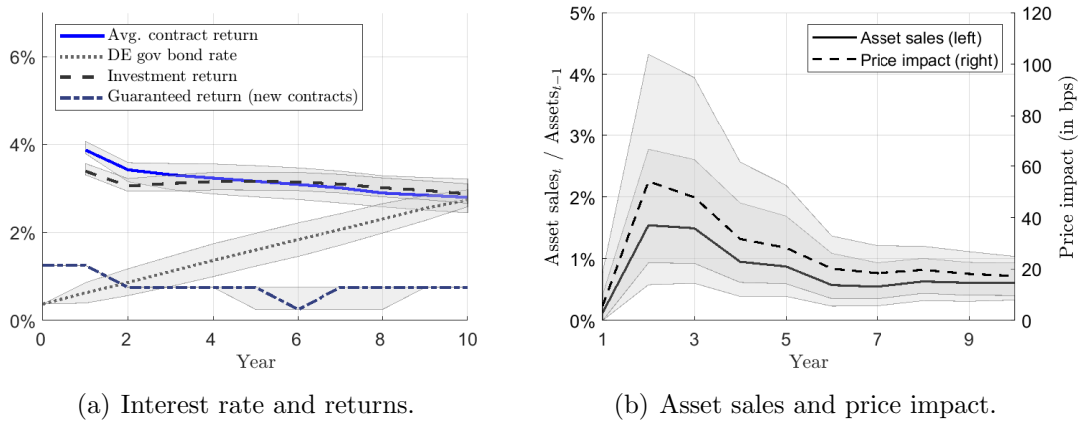 6%
4%
2%
0%
Avg. contract return
DE gov bond rate
Investment return
Guaranteed return (new contracts)
0 2 4 6 8 10
Year
(a) Interest rate and returns.
5%
4%
3%
2%
1%
0%
Asset sales_t / Assets_{t−1}
Asset sales (left)
Price impact (right)
120
100
80
60
40
20
0
Price impact (in bps)
1 3 5 7 9
Year
(b) Asset sales and price impact.